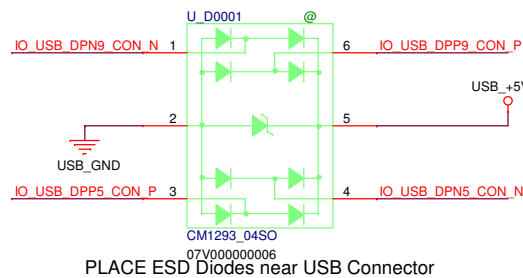 U_D0001 @
IO_USB_DPN9_CON_N 1 6 IO_USB_DPP9_CON_P
USB_+5V
2 5
USB_GND
IO_USB_DPP5_CON_P 3 4 IO_USB_DPN5_CON_N
CM1293_04SO
07V000000006
PLACE ESD Diodes near USB Connector